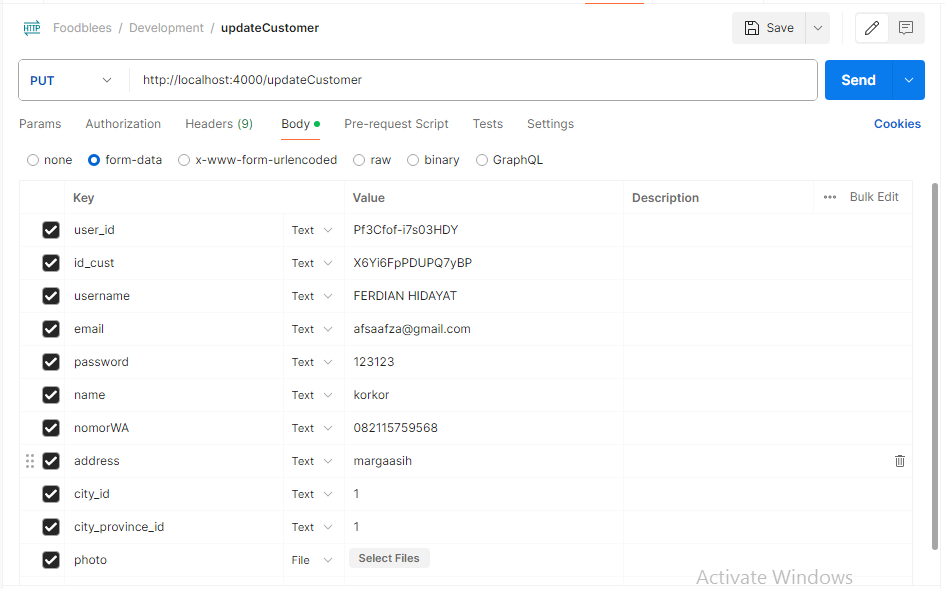 HTTP Foodblees / Development / updateCustomer Save
PUT http://localhost:4000/updateCustomer Send
Params Authorization Headers (9) Body Pre-request Script Tests Settings Cookies
none form-data x-www-form-urlencoded raw binary GraphQL
Key Value Description ••• Bulk Edit
user_id Text Pf3Cfof-i7s03HDY
id_cust Text X6Yi6FpPDUPQ7yBP
username Text FERDIAN HIDAYAT
email Text afsaafza@gmail.com
password Text 123123
name Text korkor
nomorWA Text 082115759568
address Text margaasih
city_id Text 1
city_province_id Text 1
photo File Select Files
Activate Windows